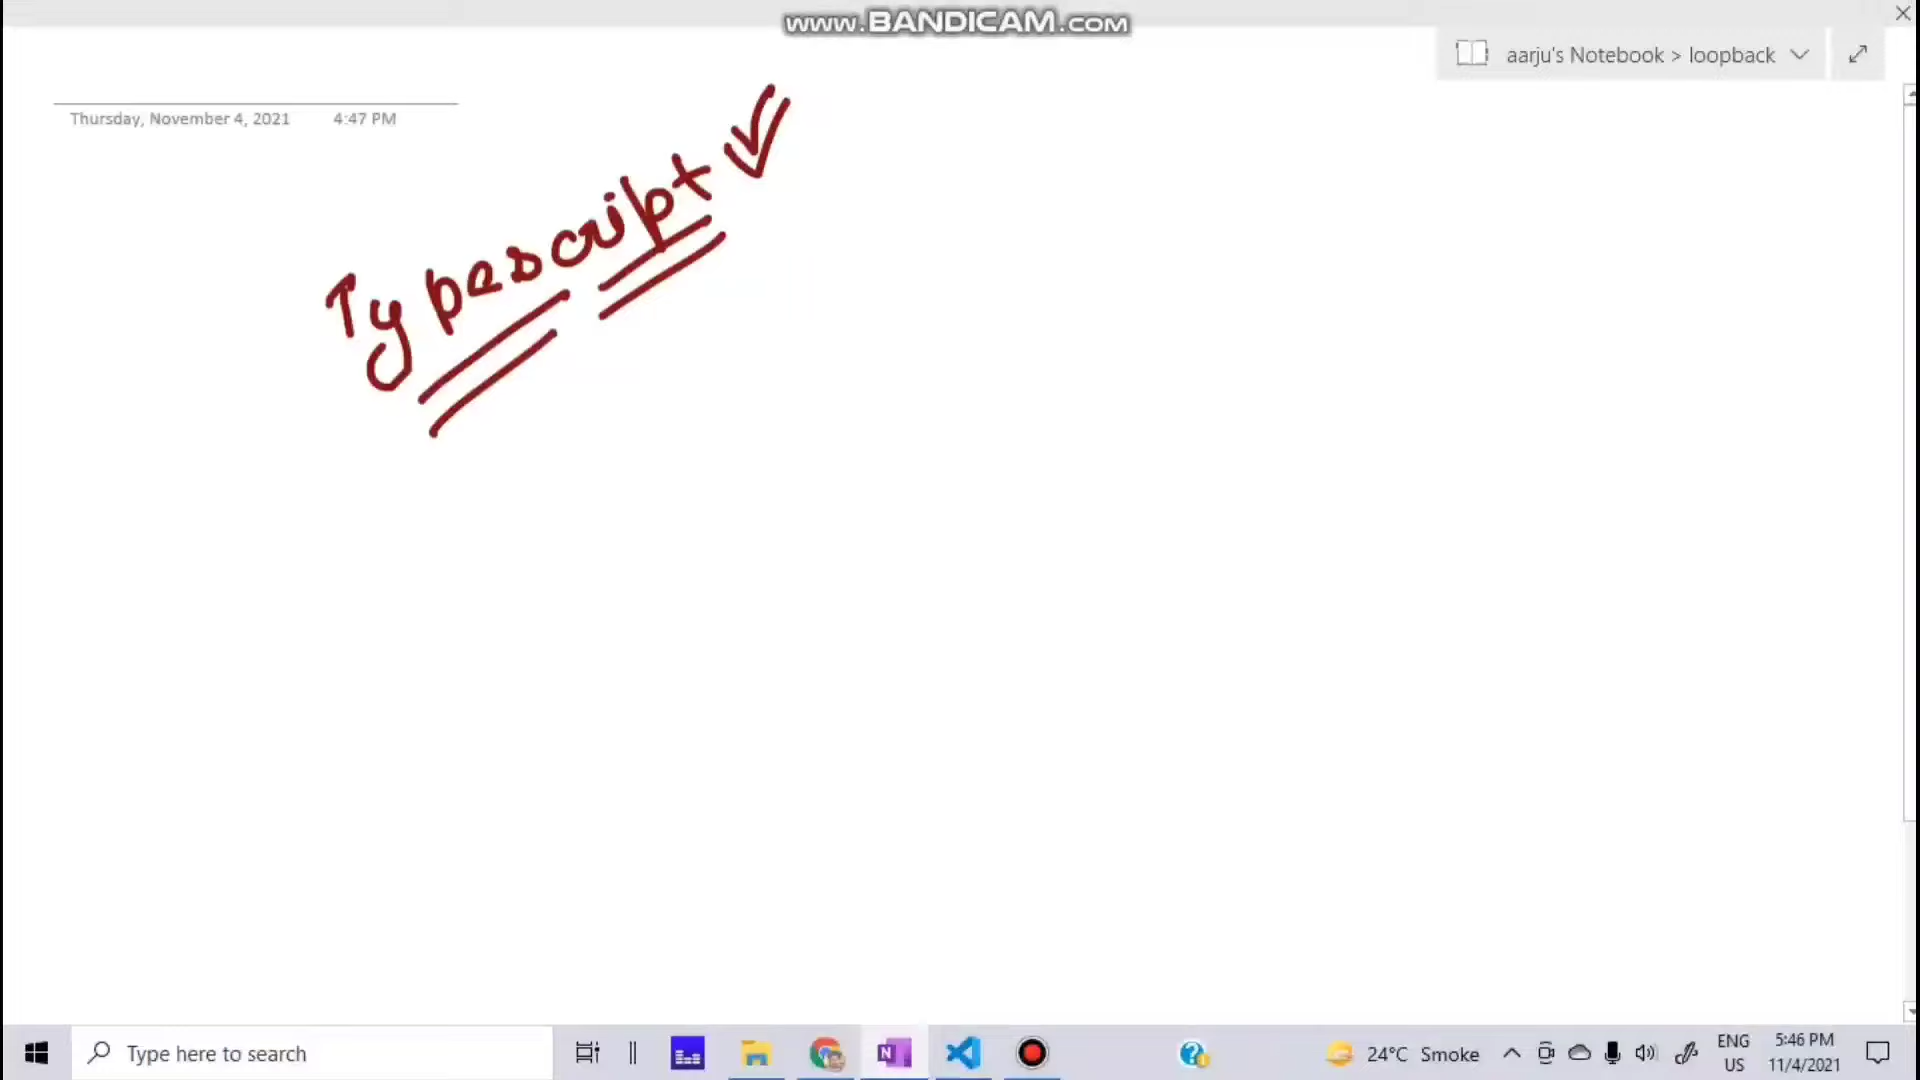 www.BANDICAM.com
aarju's Notebook > loopback
Thursday, November 4, 2021 4:47 PM
Typescript
Type here to search
24°C Smoke
ENG
US
5:46 PM
11/4/2021